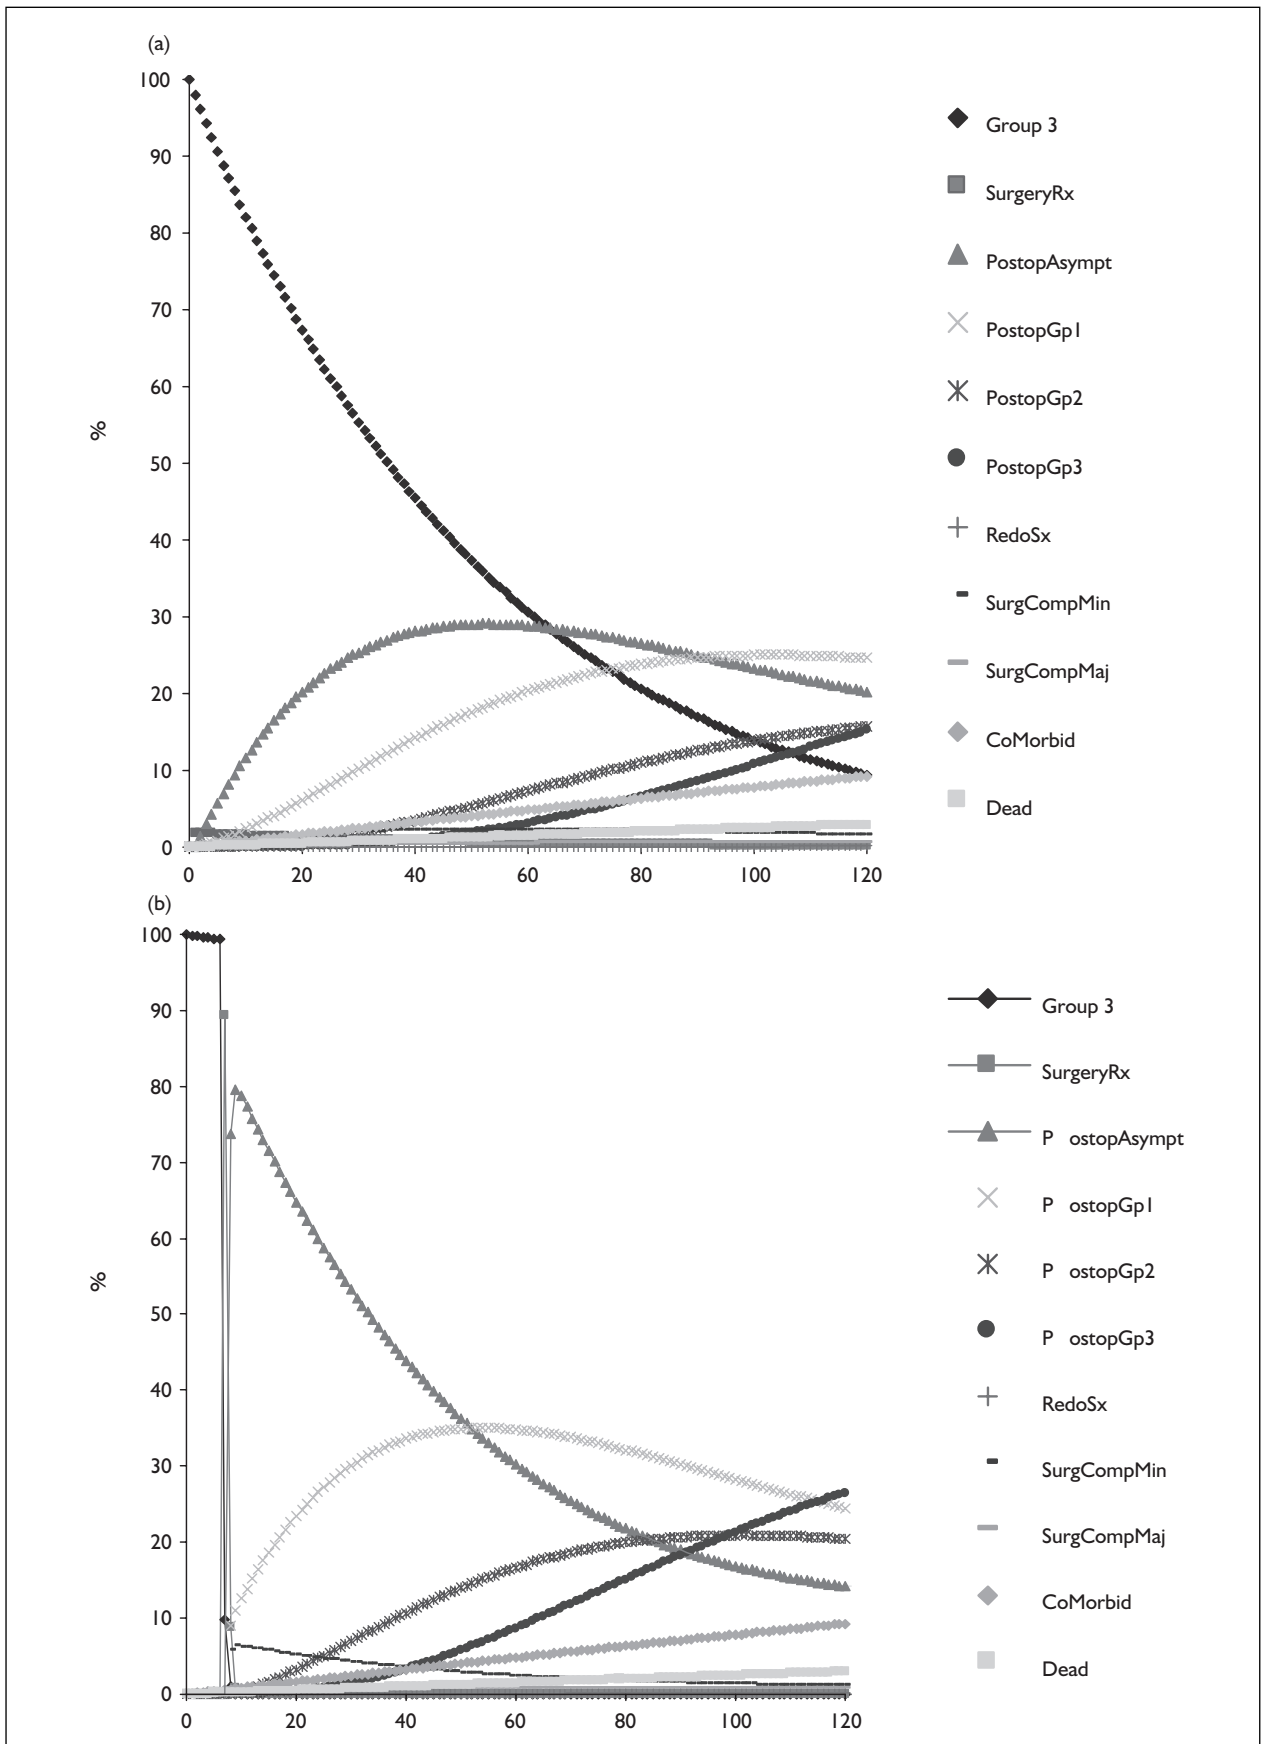 (a)
100
90
80
70
60
50
40
30
20
10
0
%
0 20 40 60 80 100 120
Group 3
SurgeryRx
PostopAsympt
PostopGp1
PostopGp2
PostopGp3
RedoSx
SurgCompMin
SurgCompMaj
CoMorbid
Dead
(b)
100
90
80
70
60
50
40
30
20
10
0
%
0 20 40 60 80 100 120
Group 3
SurgeryRx
P ostopAsympt
P ostopGp1
P ostopGp2
P ostopGp3
RedoSx
SurgCompMin
SurgCompMaj
CoMorbid
Dead